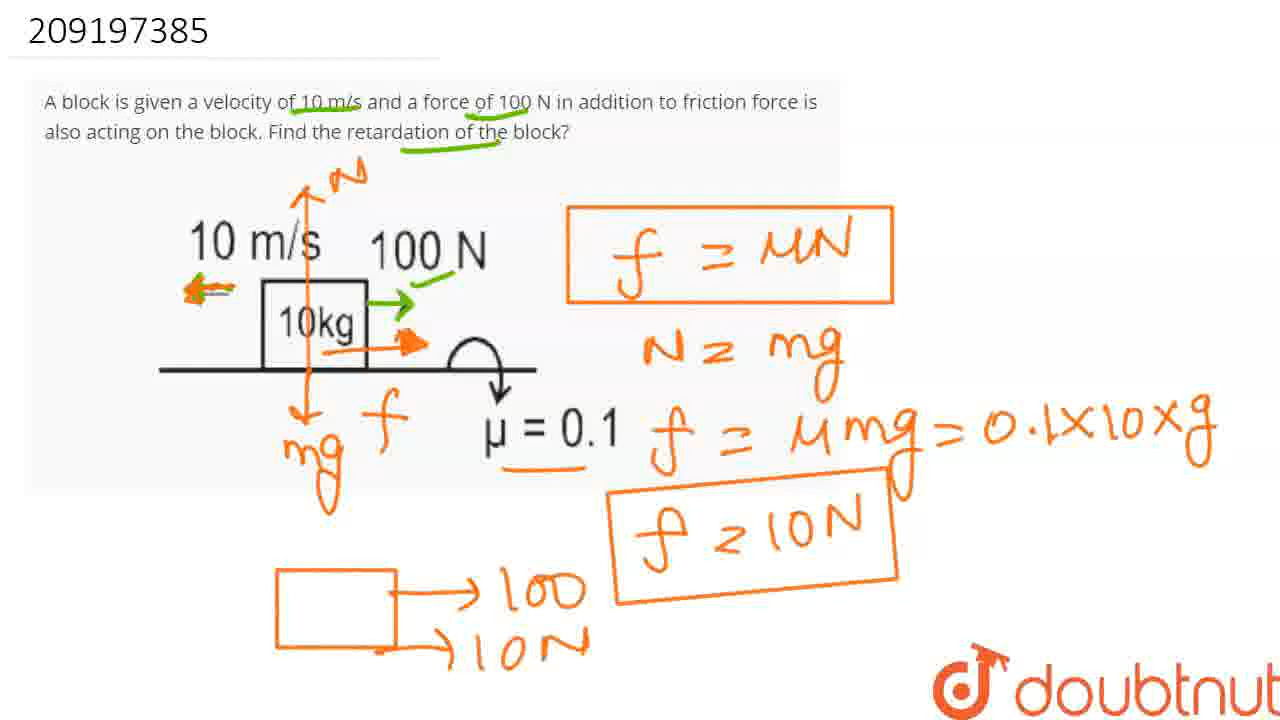 209197385
A block is given a velocity of 10 m/s and a force of 100 N in addition to friction force is
also acting on the block. Find the retardation of the block?
N
10 m/s 100 N
10kg
f
mg
μ = 0.1
f = μN
N = mg
f = μmg = 0.1×10×g
f = 10N
100
10N
doubtnut